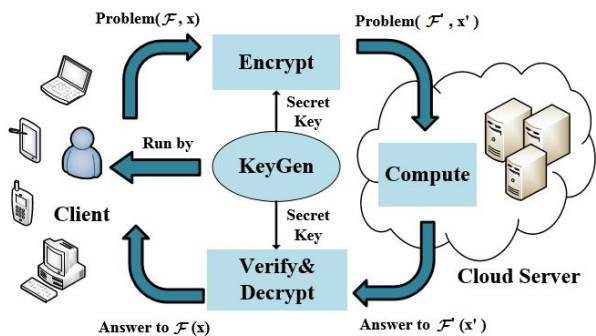 Problem(ℱ, x)
Problem( ℱ', x')
Encrypt
Secret
Key
Run by
KeyGen
Compute
Client
Secret
Key
Verify&
Decrypt
Cloud Server
Answer to ℱ(x)
Answer to ℱ'(x')